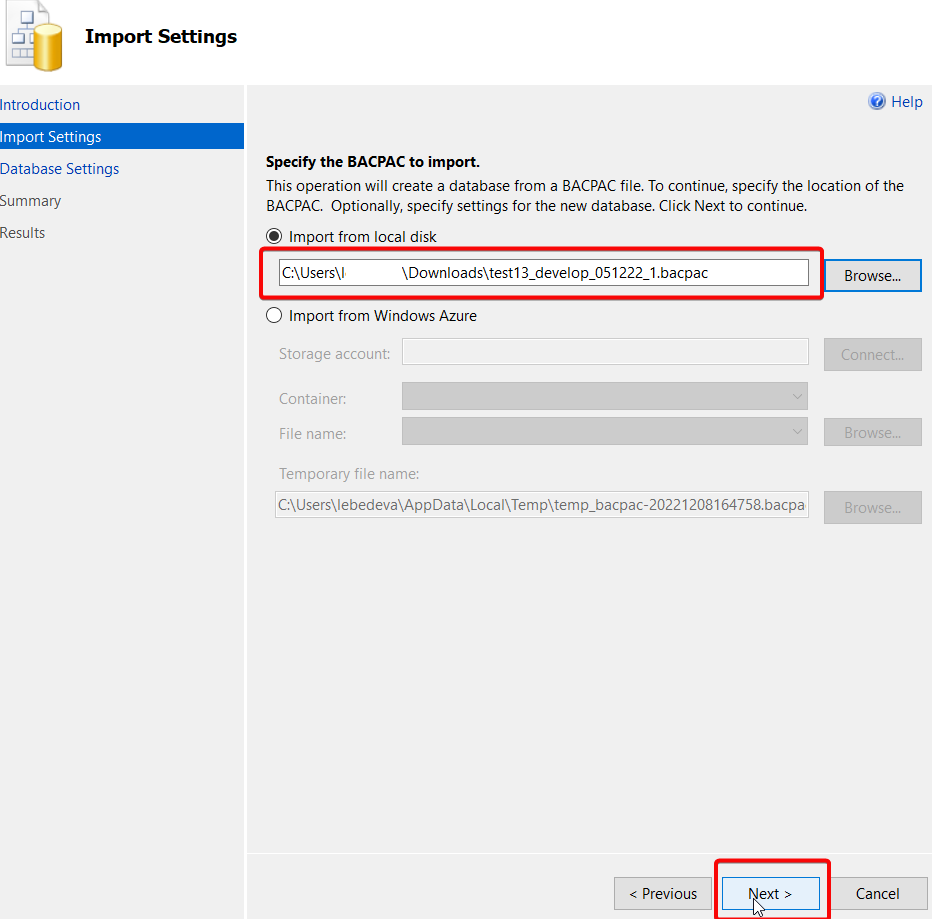 Import Settings
Introduction
Import Settings
Database Settings
Summary
Results
Help
Specify the BACPAC to import.
This operation will create a database from a BACPAC file. To continue, specify the location of the
BACPAC.  Optionally, specify settings for the new database. Click Next to continue.
Import from local disk
C:\Users\l \Downloads\test13_develop_051222_1.bacpac
Browse...
Import from Windows Azure
Storage account:
Connect...
Container:
File name:
Browse...
Temporary file name:
C:\Users\lebedeva\AppData\Local\Temp\temp_bacpac-20221208164758.bacpa
Browse...
< Previous
Next >
Cancel